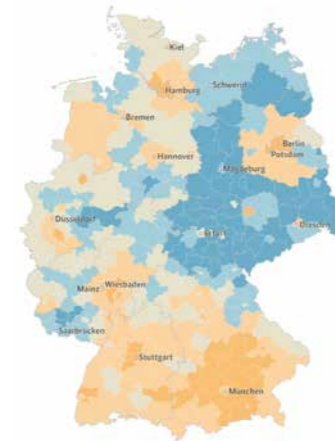 Kiel
Schwerin
Hamburg
Bremen
Berlin
Hannover
Potsdam
Magdeburg
Düsseldorf
Dresden
Erfurt
Wiesbaden
Mainz
Saarbrücken
Stuttgart
München